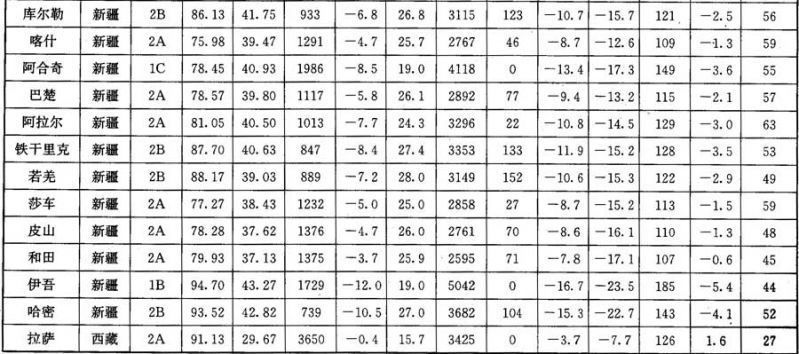 库尔勒 新疆 2B 86.13 41.75 933 −6.8 26.8 3115 123 −10.7 −15.7 121 −2.5 56
喀什 新疆 2A 75.98 39.47 1291 −4.7 25.7 2767 46 −8.7 −12.6 109 −1.3 59
阿合奇 新疆 1C 78.45 40.93 1986 −8.5 19.0 4118 0 −13.4 −17.3 149 −3.6 55
巴楚 新疆 2A 78.57 39.80 1117 −5.8 26.1 2892 77 −9.4 −13.2 115 −2.1 57
阿拉尔 新疆 2A 81.05 40.50 1013 −7.7 24.3 3296 22 −10.8 −14.5 129 −3.0 63
铁干里克 新疆 2B 87.70 40.63 847 −8.4 27.4 3353 133 −11.9 −15.2 128 −3.5 53
若羌 新疆 2B 88.17 39.03 889 −7.2 28.0 3149 152 −10.6 −15.3 122 −2.9 49
莎车 新疆 2A 77.27 38.43 1232 −5.0 25.0 2858 27 −8.7 −15.2 113 −1.5 59
皮山 新疆 2A 78.28 37.62 1376 −4.7 26.0 2761 70 −8.6 −16.1 110 −1.3 48
和田 新疆 2A 79.93 37.13 1375 −3.7 25.9 2595 71 −7.8 −17.1 107 −0.6 45
伊吾 新疆 1B 94.70 43.27 1729 −12.0 19.0 5042 0 −16.7 −23.5 185 −5.4 44
哈密 新疆 2B 93.52 42.82 739 −10.5 27.0 3682 104 −15.3 −22.7 143 −4.1 52
拉萨 西藏 2A 91.13 29.67 3650 −0.4 15.7 3425 0 −3.7 −7.7 126 1.6 27